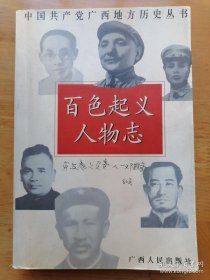 中国共产党广西地方历史丛书
百色起义
人物志
广西人民出版社